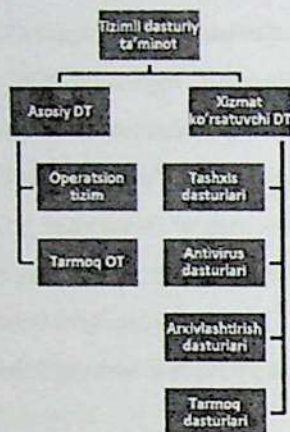 Tizimli dasturiy
ta'minot
Asosiy DT
Xizmat
ko'rsatuvchi DT
Operatsion
tizim
Tarmoq OT
Tashxis
dasturlari
Antivirus
dasturlari
Arxivlashtirish
dasturlari
Tarmoq
dasturlari